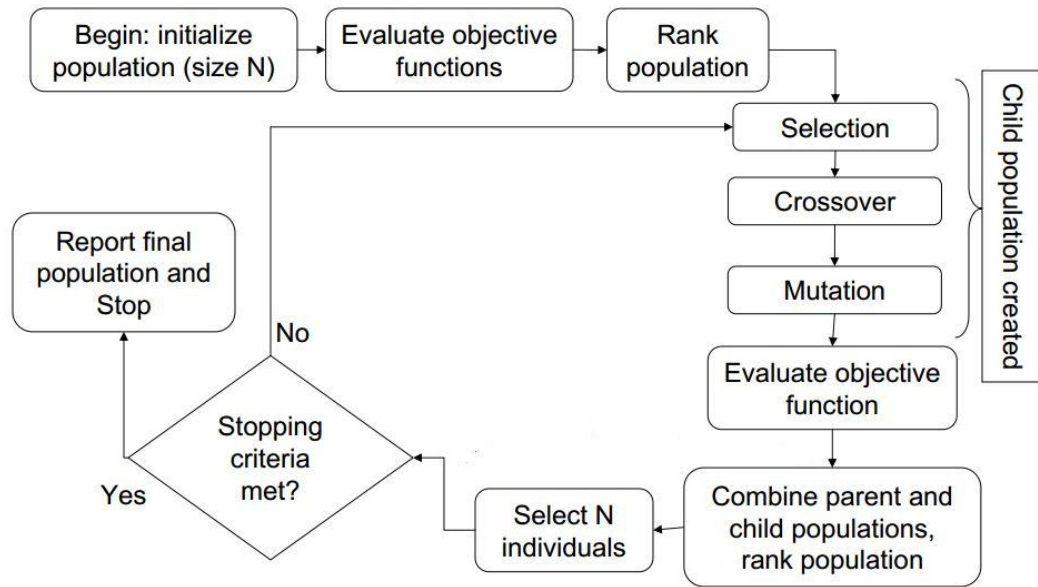 Begin: initialize
population (size N)
Evaluate objective
functions
Rank
population
Selection
Crossover
Mutation
Child population created
Evaluate objective
function
Combine parent and
child populations,
rank population
Select N
individuals
Stopping
criteria
met?
No
Yes
Report final
population and
Stop